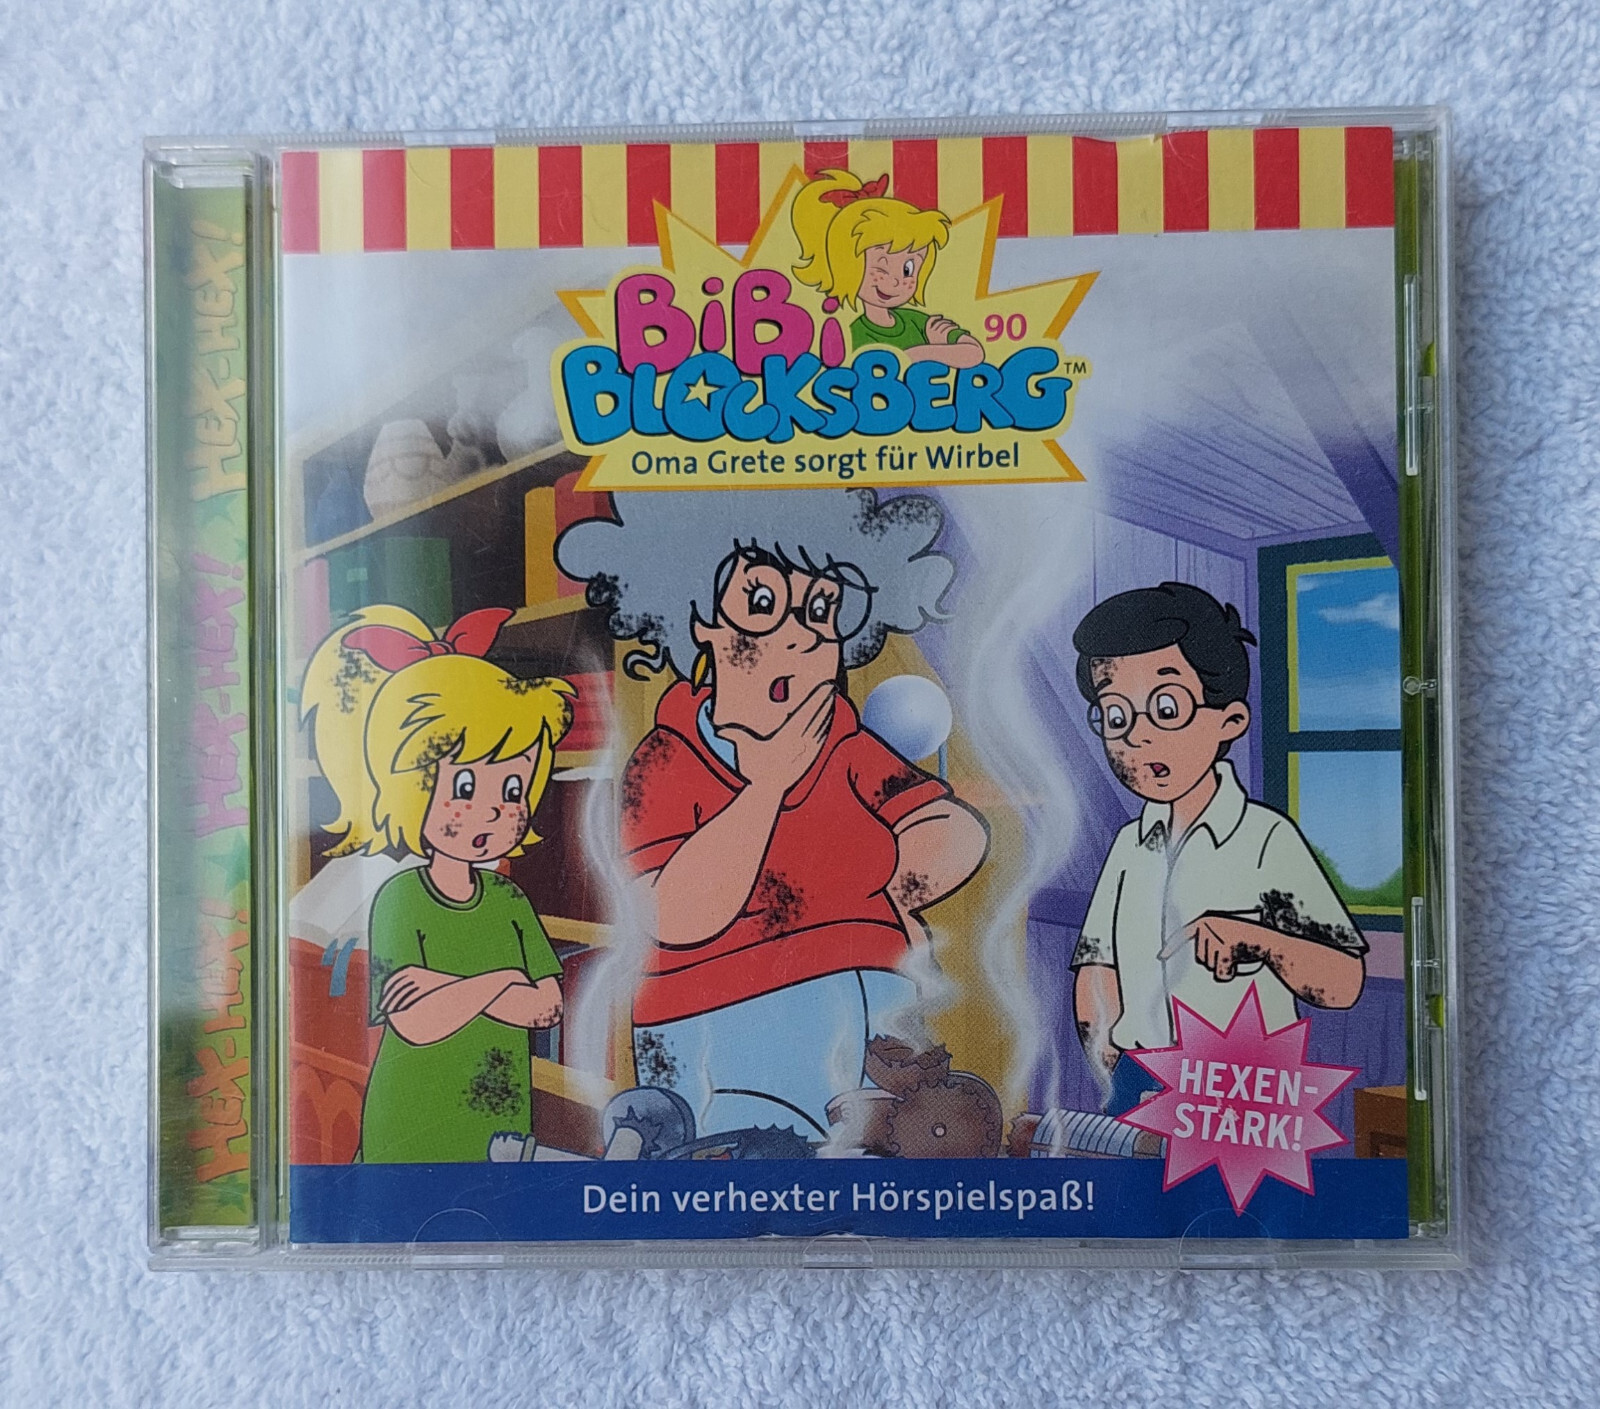 BiBi
90
BLOCKSBERG™
Oma Grete sorgt für Wirbel
HEXEN-
STARK!
Dein verhexter Hörspielspaß!
HEX-HEX! HEX-HEX! HEX-HEX!